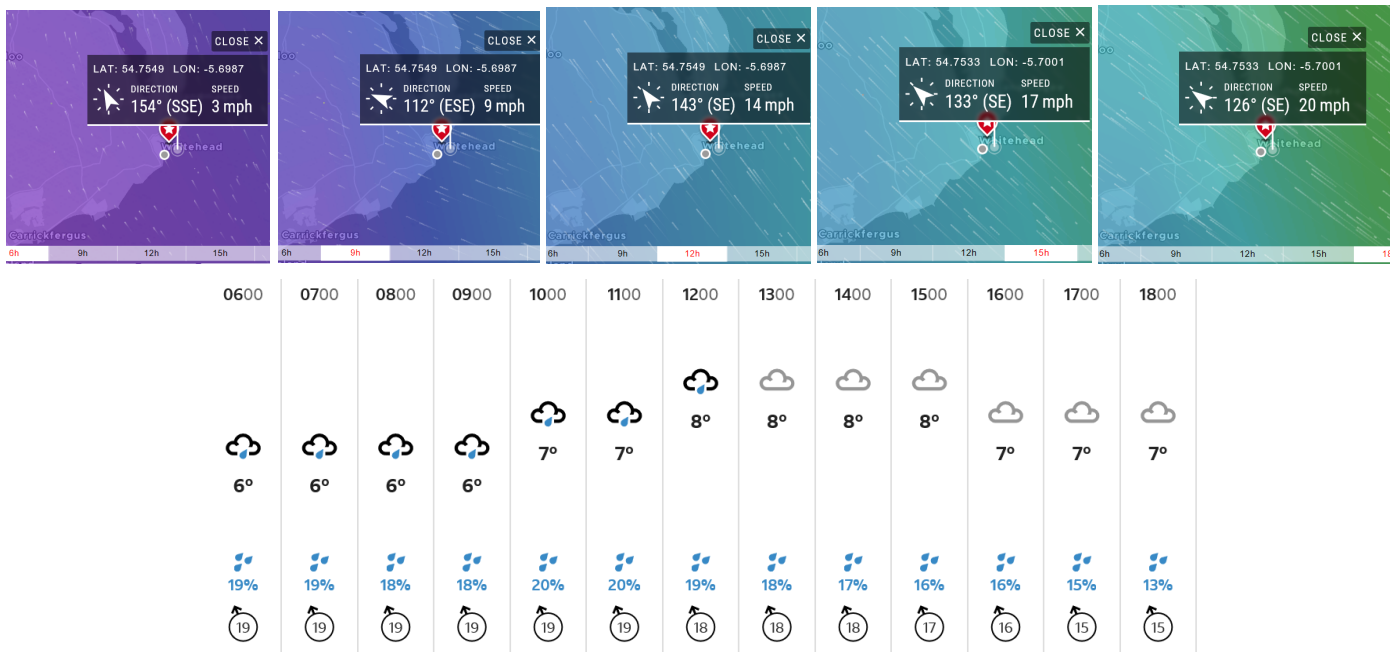 CLOSE ✕
LAT: 54.7549 LON: -5.6987
DIRECTION SPEED
154° (SSE) 3 mph
Whitehead
Carrickfergus
6h 9h 12h 15h
CLOSE ✕
LAT: 54.7549 LON: -5.6987
DIRECTION SPEED
112° (ESE) 9 mph
Whitehead
6h 9h 12h 15h
CLOSE ✕
LAT: 54.7549 LON: -5.6987
DIRECTION SPEED
143° (SE) 14 mph
Whitehead
Carrickfergus
6h 9h 12h 15h
CLOSE ✕
LAT: 54.7533 LON: -5.7001
DIRECTION SPEED
133° (SE) 17 mph
Whitehead
Carrickfergus
6h 9h 12h 15h
CLOSE ✕
LAT: 54.7533 LON: -5.7001
DIRECTION SPEED
126° (SE) 20 mph
Whitehead
Carrickfergus
6h 9h 12h 15h 18
0600 0700 0800 0900 1000 1100 1200 1300 1400 1500 1600 1700 1800
6° 6° 6° 6° 7° 7° 8° 8° 8° 8° 7° 7° 7°
19% 19% 18% 18% 20% 20% 19% 18% 17% 16% 16% 15% 13%
19 19 19 19 19 19 18 18 18 17 16 15 15